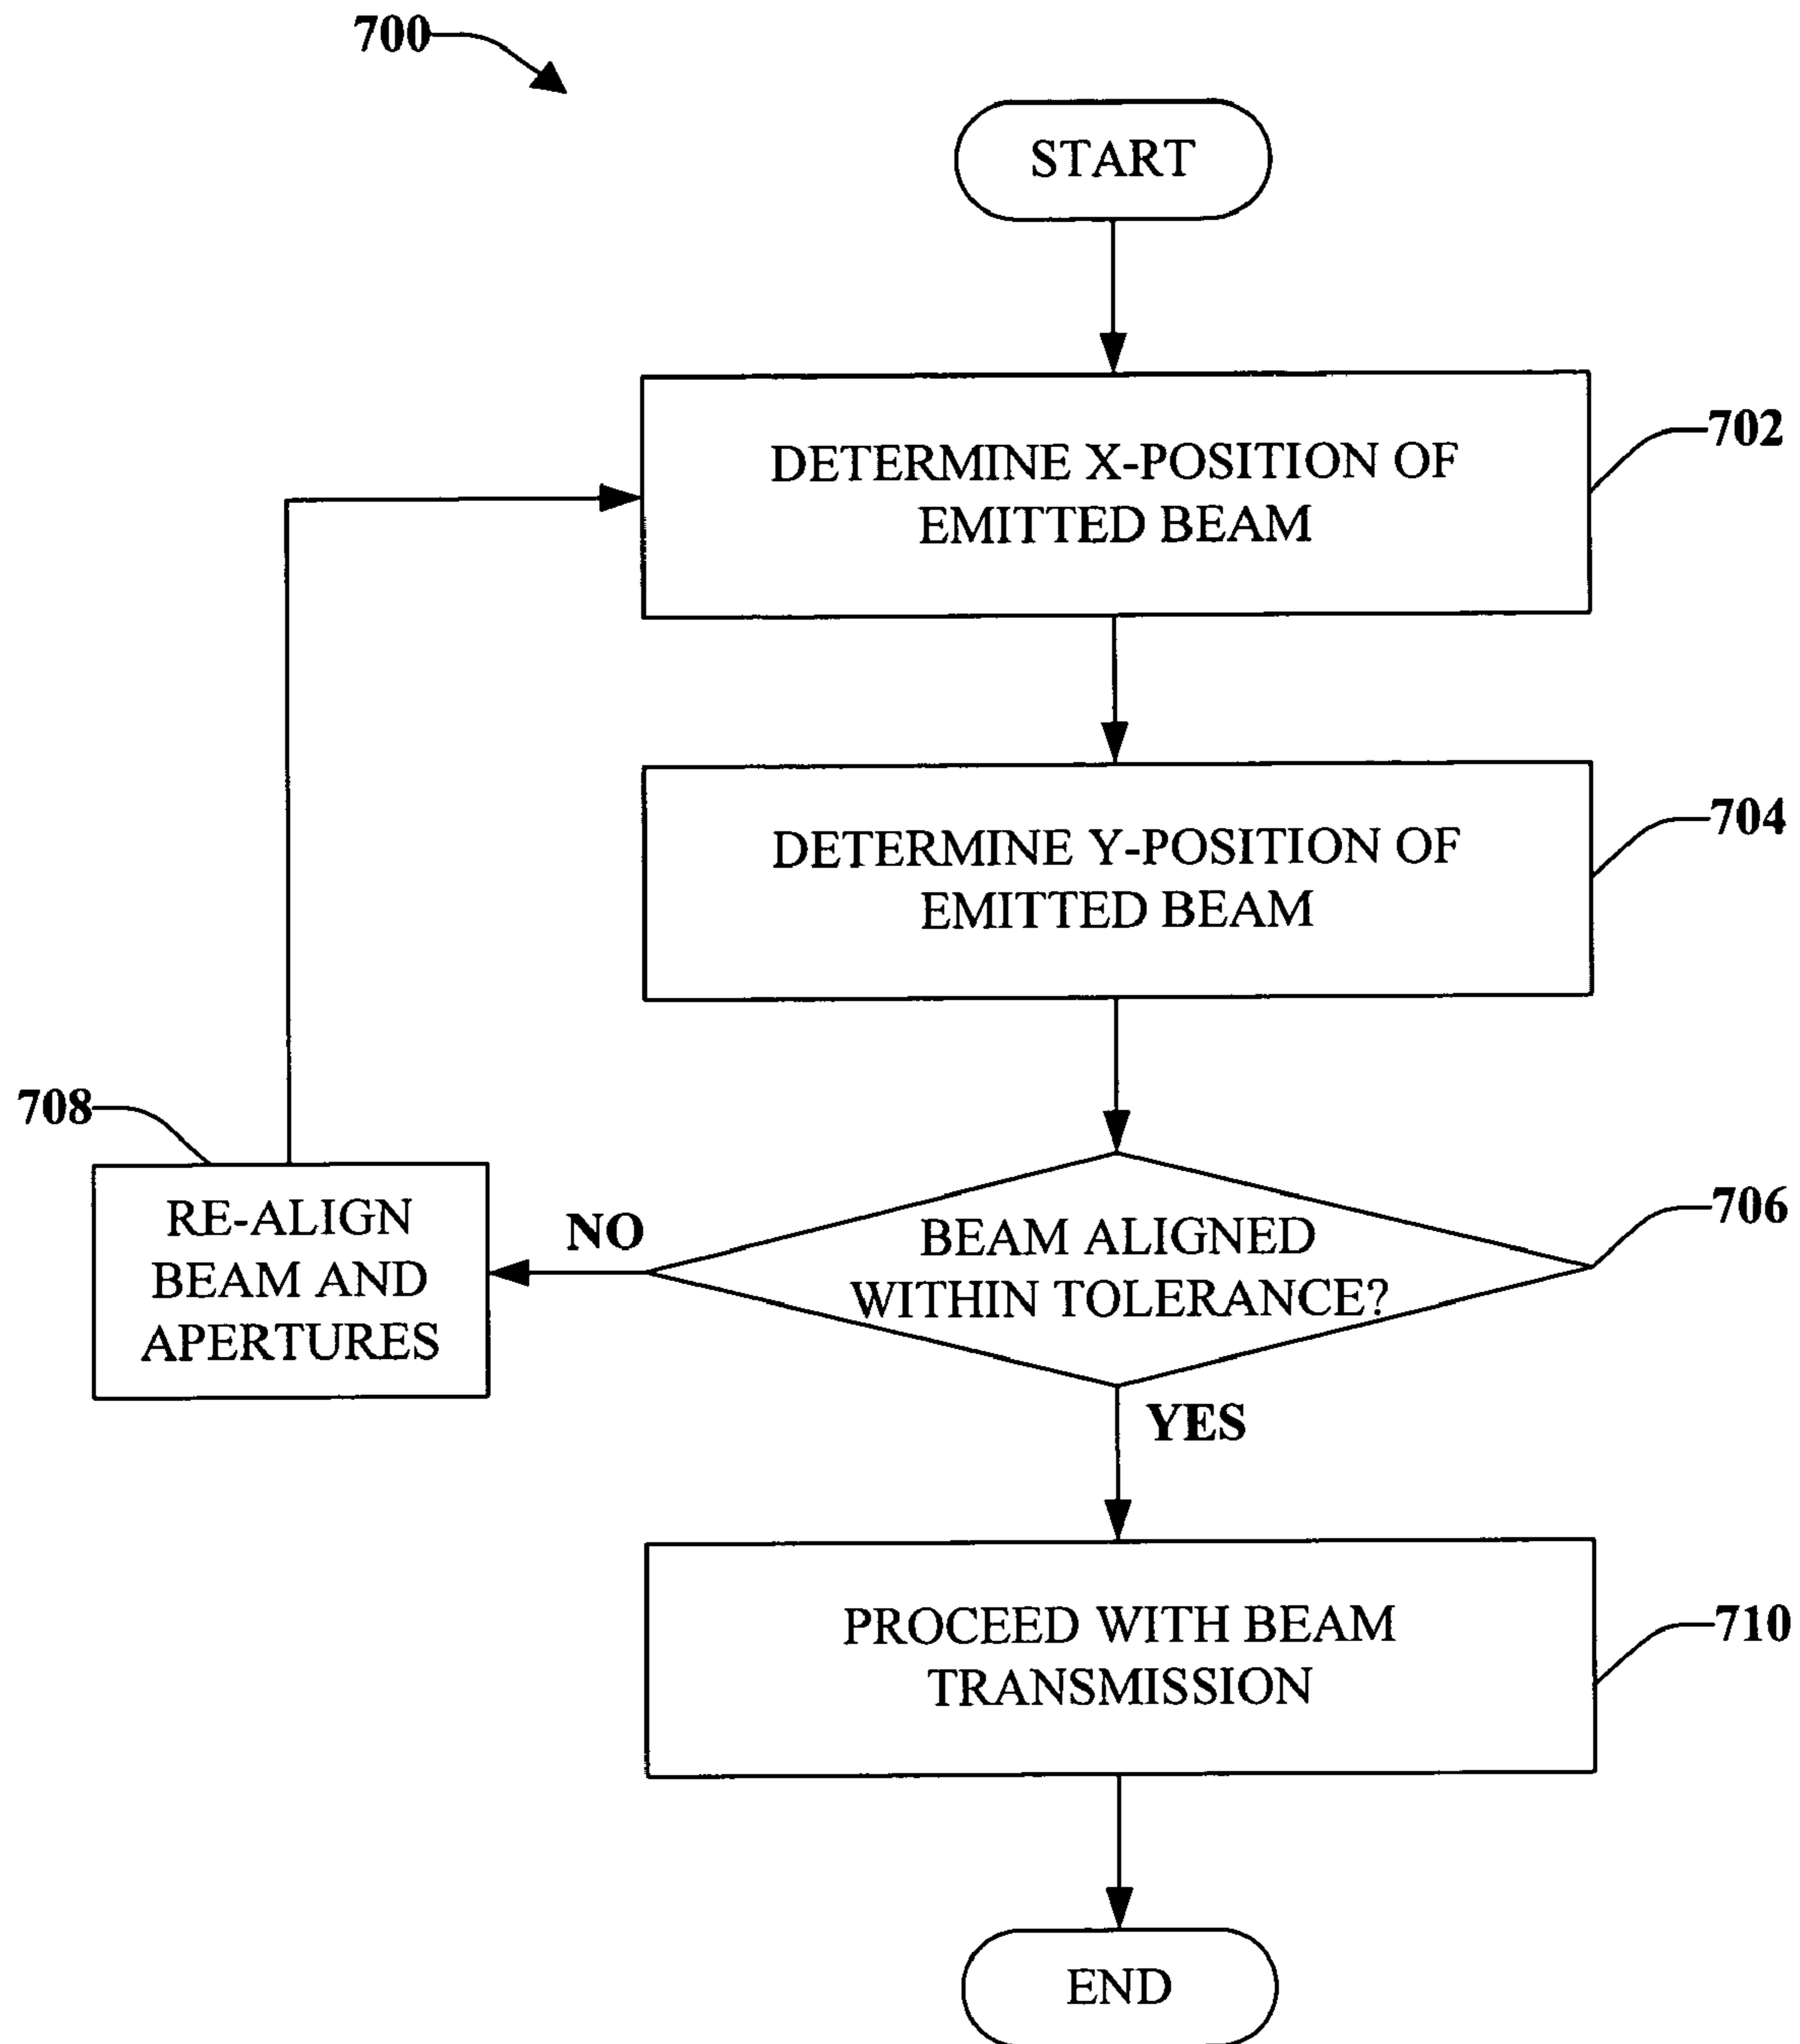 700
START
DETERMINE X-POSITION OF
EMITTED BEAM
702
DETERMINE Y-POSITION OF
EMITTED BEAM
704
708
RE-ALIGN
BEAM AND
APERTURES
NO
BEAM ALIGNED
WITHIN TOLERANCE?
706
YES
PROCEED WITH BEAM
TRANSMISSION
710
END